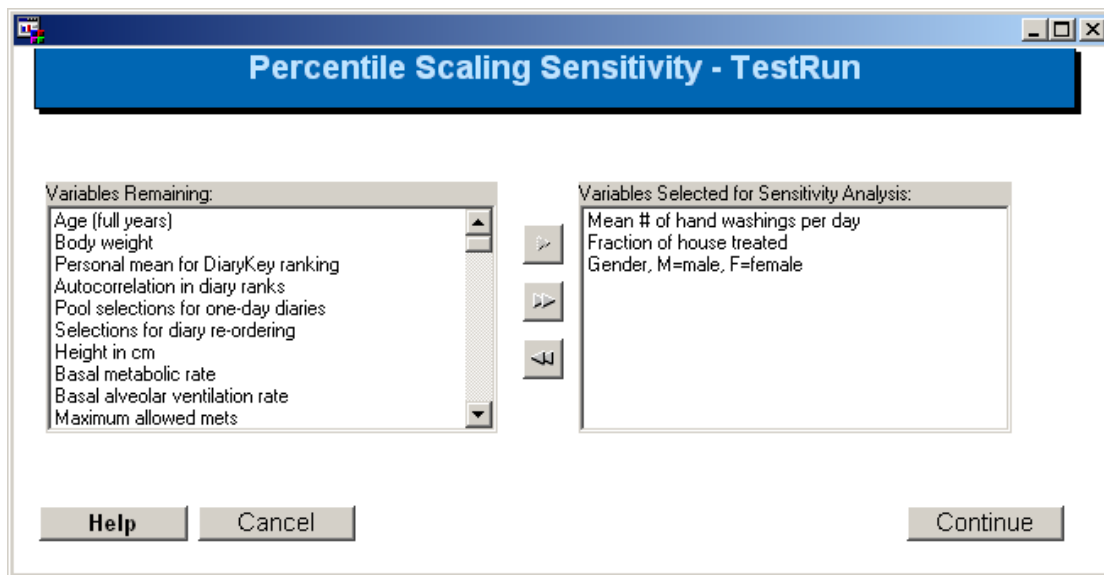 Percentile Scaling Sensitivity - TestRun
Variables Remaining:
Age (full years)
Body weight
Personal mean for DiaryKey ranking
Autocorrelation in diary ranks
Pool selections for one-day diaries
Selections for diary re-ordering
Height in cm
Basal metabolic rate
Basal alveolar ventilation rate
Maximum allowed mets
Variables Selected for Sensitivity Analysis:
Mean # of hand washings per day
Fraction of house treated
Gender, M=male, F=female
Help
Cancel
Continue